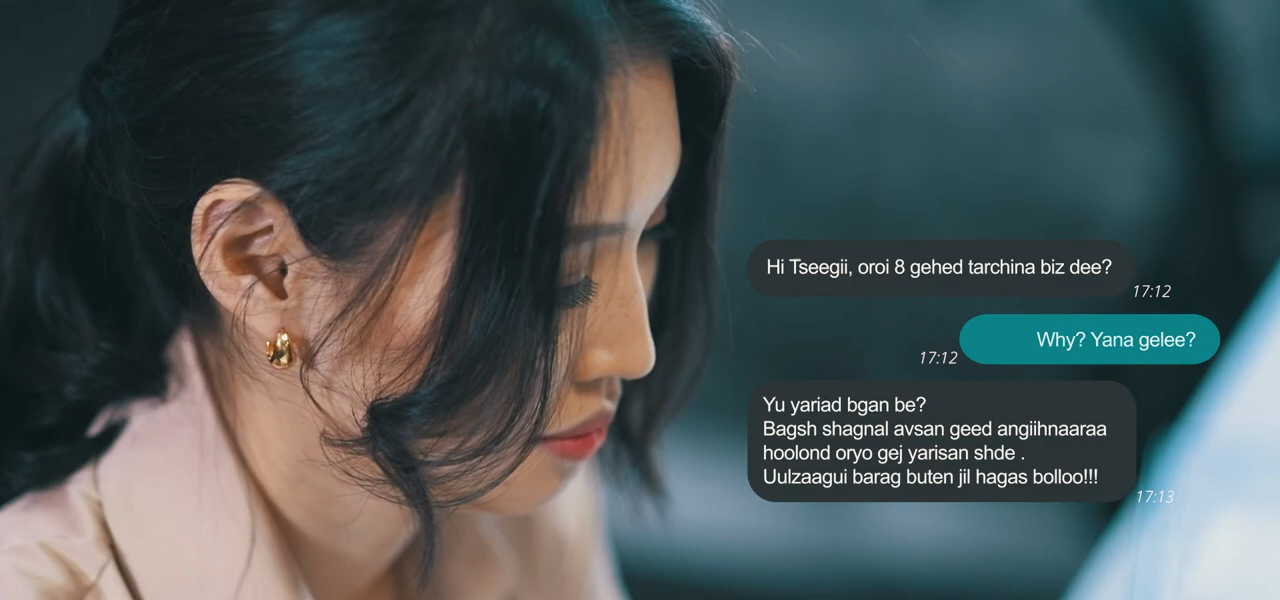 Hi Tseegii, oroi 8 gehed tarchina biz dee?
17:12
Why? Yana gelee?
17:12
Yu yariad bgan be?
Bagsh shagnal avsan geed angiihnaaraa
hoolond oryo gej yarisan shde .
Uulzaagui barag buten jil hagas bolloo!!!
17:13